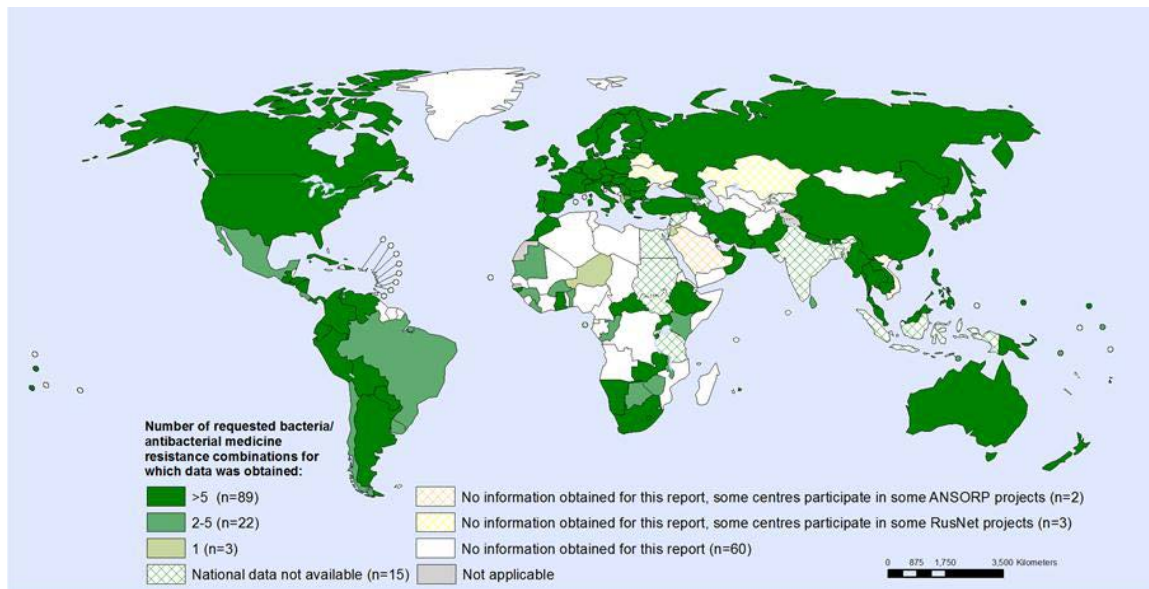 Number of requested bacteria/
antibacterial medicine
resistance combinations for
which data was obtained:
>5 (n=89)
2-5 (n=22)
1 (n=3)
National data not available (n=15)
No information obtained for this report, some centres participate in some ANSORP projects (n=2)
No information obtained for this report, some centres participate in some RusNet projects (n=3)
No information obtained for this report (n=60)
Not applicable
0 875 1,750 3,500 Kilometers